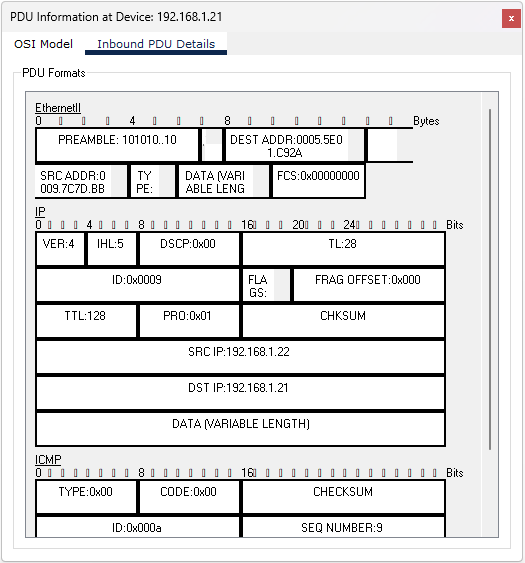 PDU Information at Device: 192.168.1.21
x
OSI Model Inbound PDU Details
PDU Formats
EthernetII
0 4 8 Bytes
PREAMBLE: 101010..10 DEST ADDR:0005.5E0
1.C92A
SRC ADDR:0 TY DATA (VARI FCS:0x00000000
009.7C7D.BB PE: ABLE LENG
IP
0 4 8 16 20 24 Bits
VER:4 IHL:5 DSCP:0x00 TL:28
ID:0x0009 FLA FRAG OFFSET:0x000
GS:
TTL:128 PRO:0x01 CHKSUM
SRC IP:192.168.1.22
DST IP:192.168.1.21
DATA (VARIABLE LENGTH)
ICMP
0 8 16 Bits
TYPE:0x00 CODE:0x00 CHECKSUM
ID:0x000a SEQ NUMBER:9